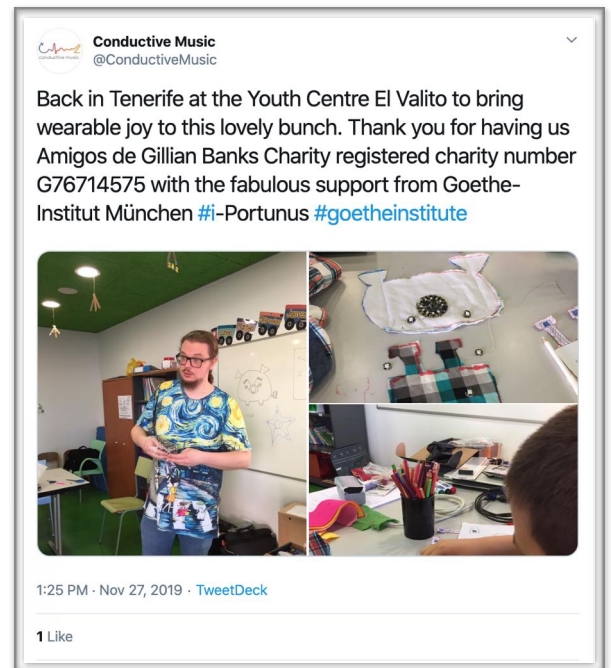 conductive music
Conductive Music
@ConductiveMusic
Back in Tenerife at the Youth Centre El Valito to bring
wearable joy to this lovely bunch. Thank you for having us
Amigos de Gillian Banks Charity registered charity number
G76714575 with the fabulous support from Goethe-
Institut München #i-Portunus #goetheinstitute
1:25 PM · Nov 27, 2019 · TweetDeck
1 Like